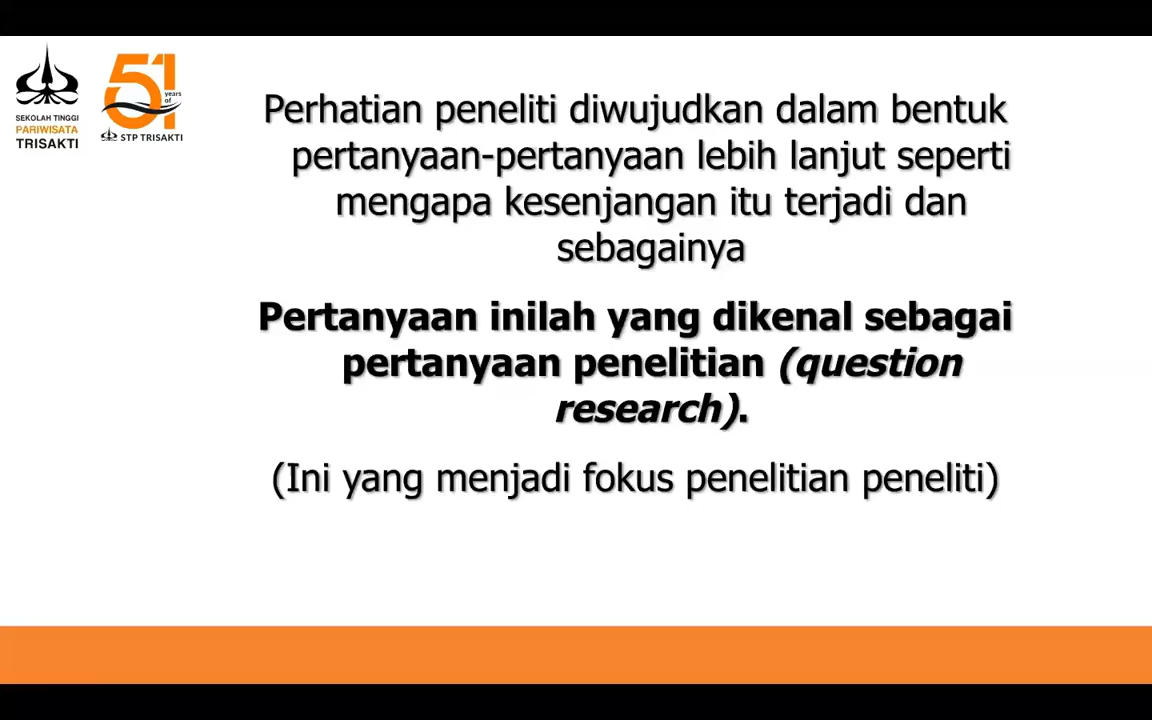 SEKOLAH TINGGI
PARIWISATA
TRISAKTI
51
years
of
STP TRISAKTI
Perhatian peneliti diwujudkan dalam bentuk
pertanyaan-pertanyaan lebih lanjut seperti
mengapa kesenjangan itu terjadi dan
sebagainya
Pertanyaan inilah yang dikenal sebagai
pertanyaan penelitian (question
research).
(Ini yang menjadi fokus penelitian peneliti)